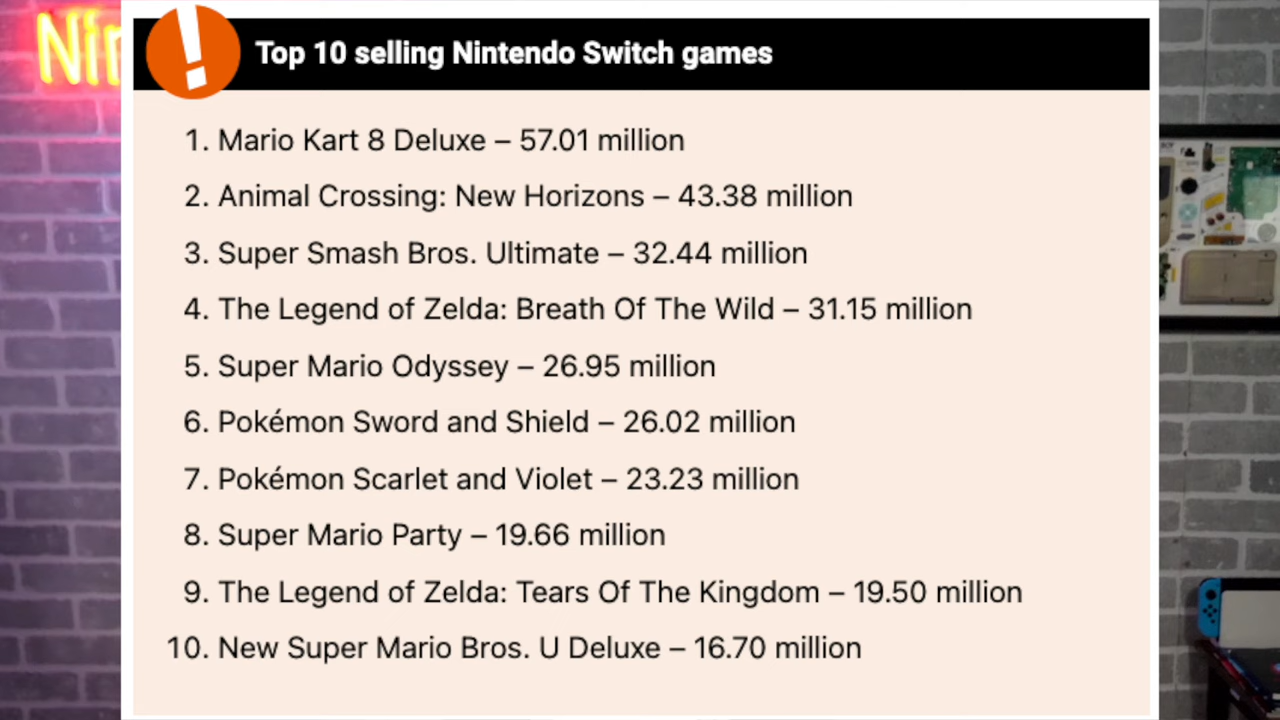 Top 10 selling Nintendo Switch games
1. Mario Kart 8 Deluxe – 57.01 million
2. Animal Crossing: New Horizons – 43.38 million
3. Super Smash Bros. Ultimate – 32.44 million
4. The Legend of Zelda: Breath Of The Wild – 31.15 million
5. Super Mario Odyssey – 26.95 million
6. Pokémon Sword and Shield – 26.02 million
7. Pokémon Scarlet and Violet – 23.23 million
8. Super Mario Party – 19.66 million
9. The Legend of Zelda: Tears Of The Kingdom – 19.50 million
10. New Super Mario Bros. U Deluxe – 16.70 million